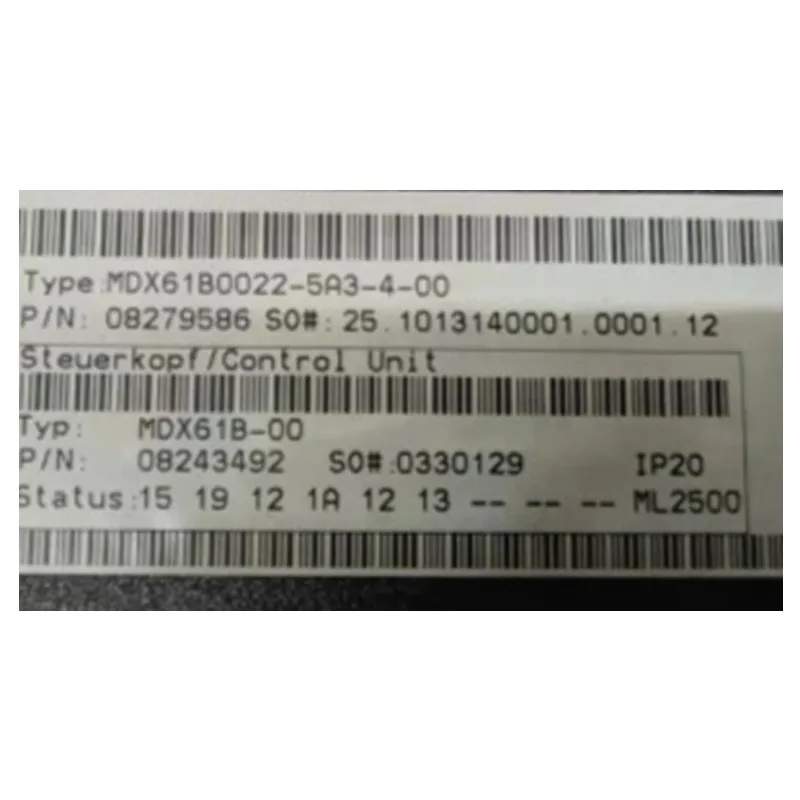 Type:MDX61B0022-5A3-4-00
P/N: 08279586 SO#: 25.1013140001.0001.12
Steuerkopf/Control Unit
Typ: MDX61B-00
P/N: 08243492 SO#:0330129 IP20
Status:15 19 12 1A 12 13 -- -- -- ML2500